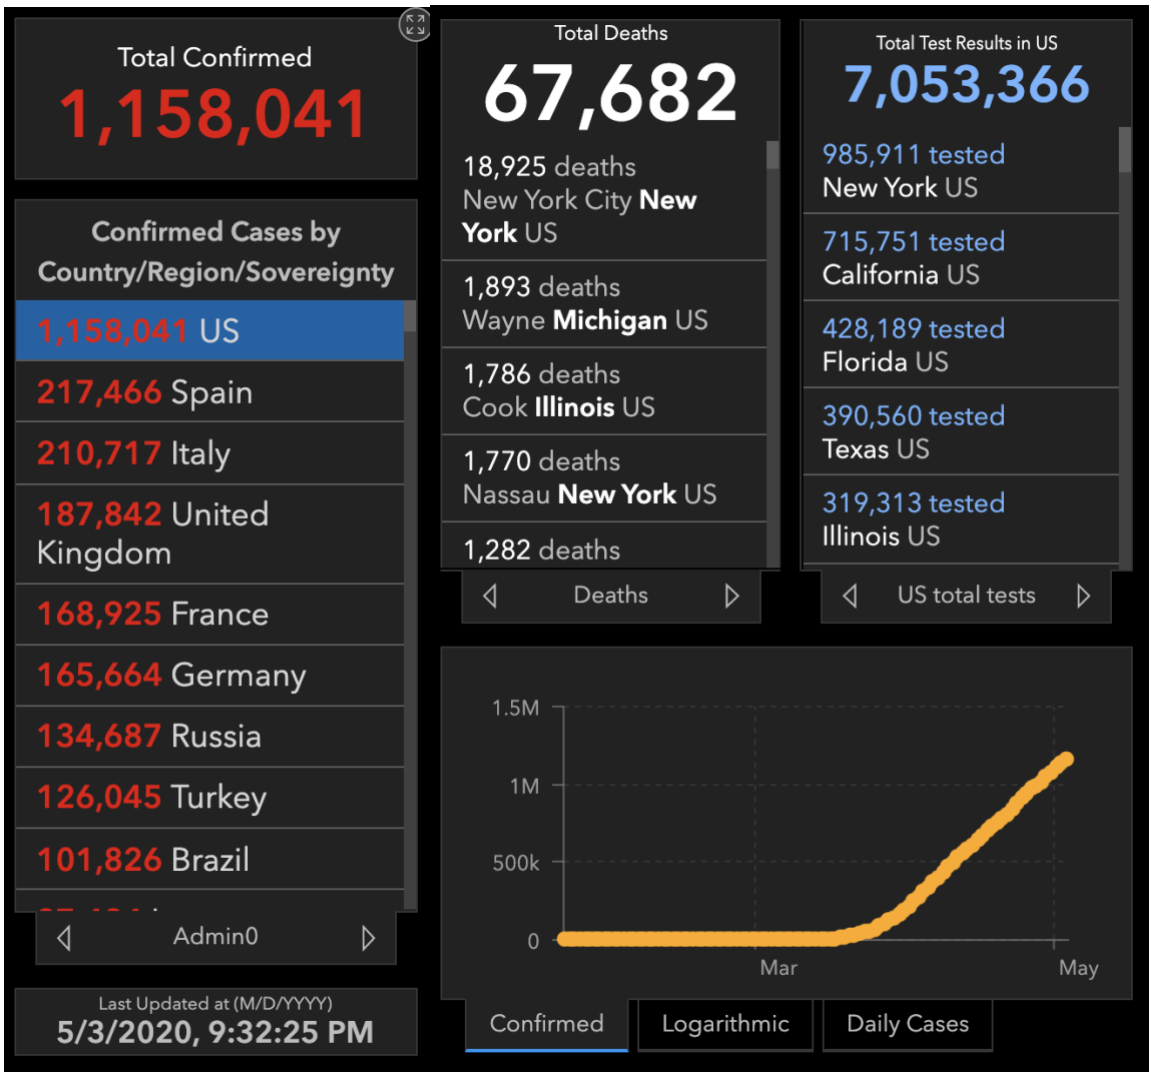 Total Confirmed
1,158,041
Confirmed Cases by
Country/Region/Sovereignty
1,158,041 US
217,466 Spain
210,717 Italy
187,842 United
Kingdom
168,925 France
165,664 Germany
134,687 Russia
126,045 Turkey
101,826 Brazil
Admin0
Last Updated at (M/D/YYYY)
5/3/2020, 9:32:25 PM
Total Deaths
67,682
18,925 deaths
New York City New
York US
1,893 deaths
Wayne Michigan US
1,786 deaths
Cook Illinois US
1,770 deaths
Nassau New York US
1,282 deaths
Deaths
Total Test Results in US
7,053,366
985,911 tested
New York US
715,751 tested
California US
428,189 tested
Florida US
390,560 tested
Texas US
319,313 tested
Illinois US
US total tests
1.5M
1M
500k
0
Mar
May
Confirmed
Logarithmic
Daily Cases